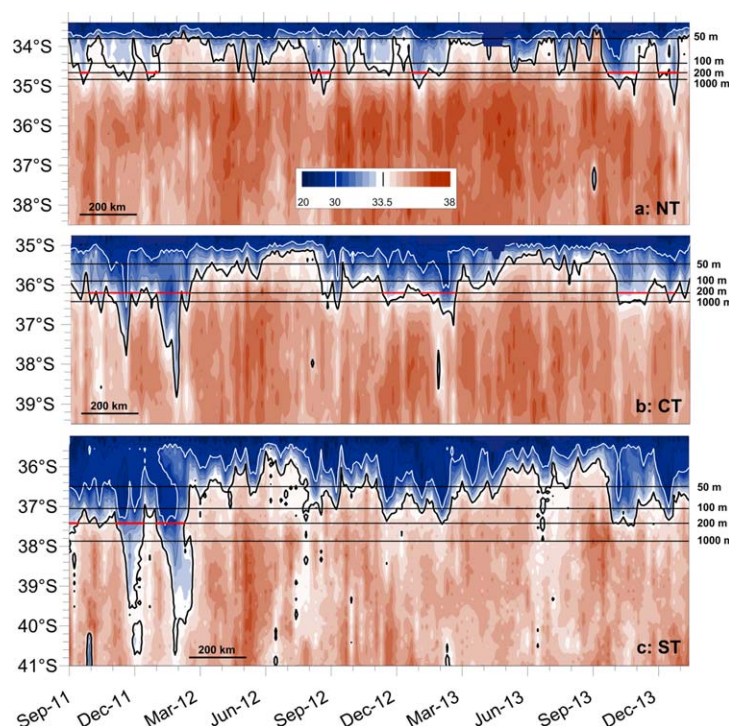 34°S
35°S
36°S
37°S
38°S
50 m
100 m
200 m
1000 m
20 30 33.5 38
200 km
a: NT
35°S
36°S
37°S
38°S
39°S
50 m
100 m
200 m
1000 m
200 km
b: CT
36°S
37°S
38°S
39°S
40°S
41°S
50 m
100 m
200 m
1000 m
200 km
c: ST
Sep-11 Dec-11 Mar-12 Jun-12 Sep-12 Dec-12 Mar-13 Jun-13 Sep-13 Dec-13